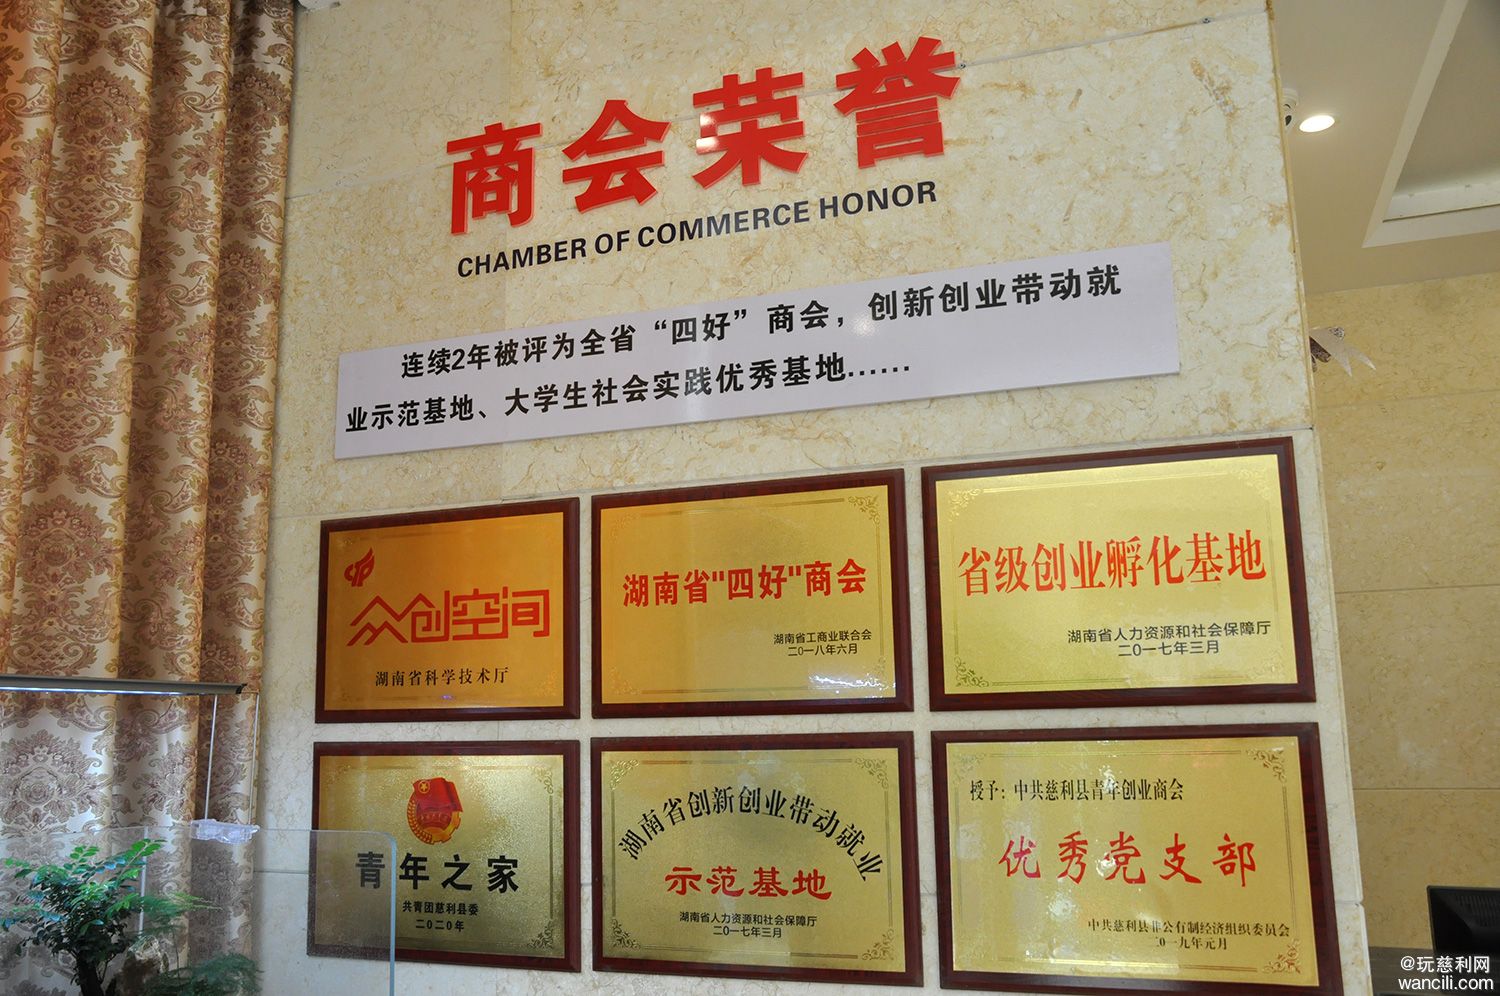 商会荣誉
CHAMBER OF COMMERCE HONOR
连续2年被评为全省“四好”商会，创新创业带动就
业示范基地、大学生社会实践优秀基地......
众创空间
湖南省科学技术厅
湖南省"四好"商会
湖南省工商业联合会
二〇一八年六月
省级创业孵化基地
湖南省人力资源和社会保障厅
二〇一七年三月
青年之家
共青团慈利县委
二〇二〇年
湖南省创新创业带动就业
示范基地
湖南省人力资源和社会保障厅
二〇一七年三月
授予：中共慈利县青年创业商会
优秀党支部
中共慈利县非公有制经济组织委员会
二〇一九年元月
@玩慈利网
wancili.com